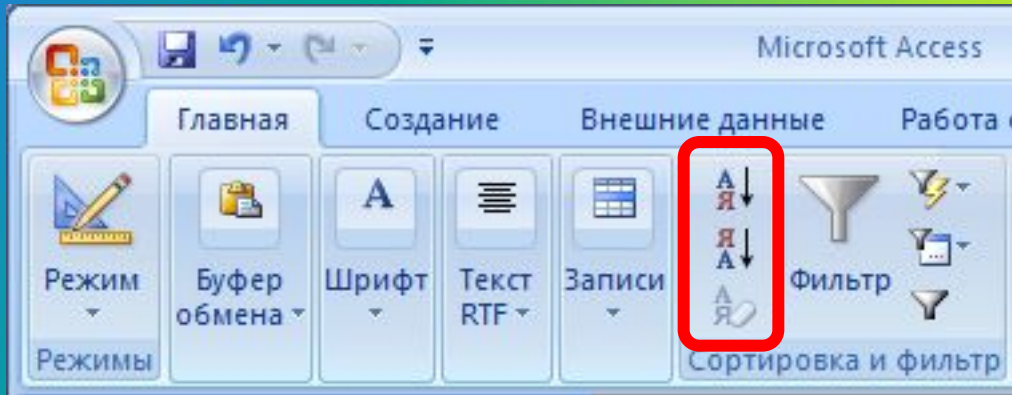 Microsoft Access
Главная Создание Внешние данные Работа
А
Я
Я
А
А
Я
А
Режим
Буфер
обмена
Шрифт
Текст
RTF
Записи
Фильтр
Режимы
Сортировка и фильтр